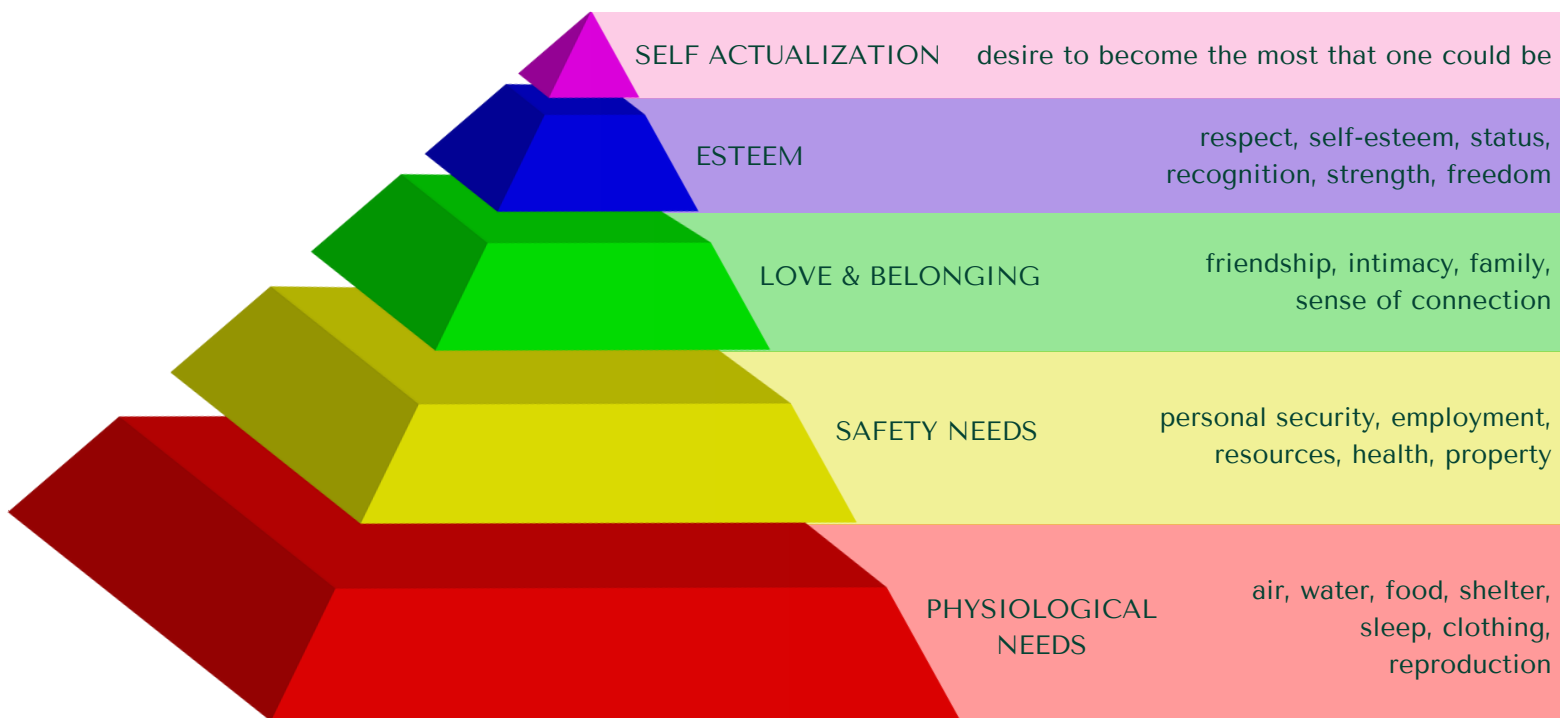 SELF ACTUALIZATION desire to become the most that one could be
ESTEEM
respect, self-esteem, status,
recognition, strength, freedom
LOVE & BELONGING
friendship, intimacy, family,
sense of connection
SAFETY NEEDS
personal security, employment,
resources, health, property
PHYSIOLOGICAL
NEEDS
air, water, food, shelter,
sleep, clothing,
reproduction